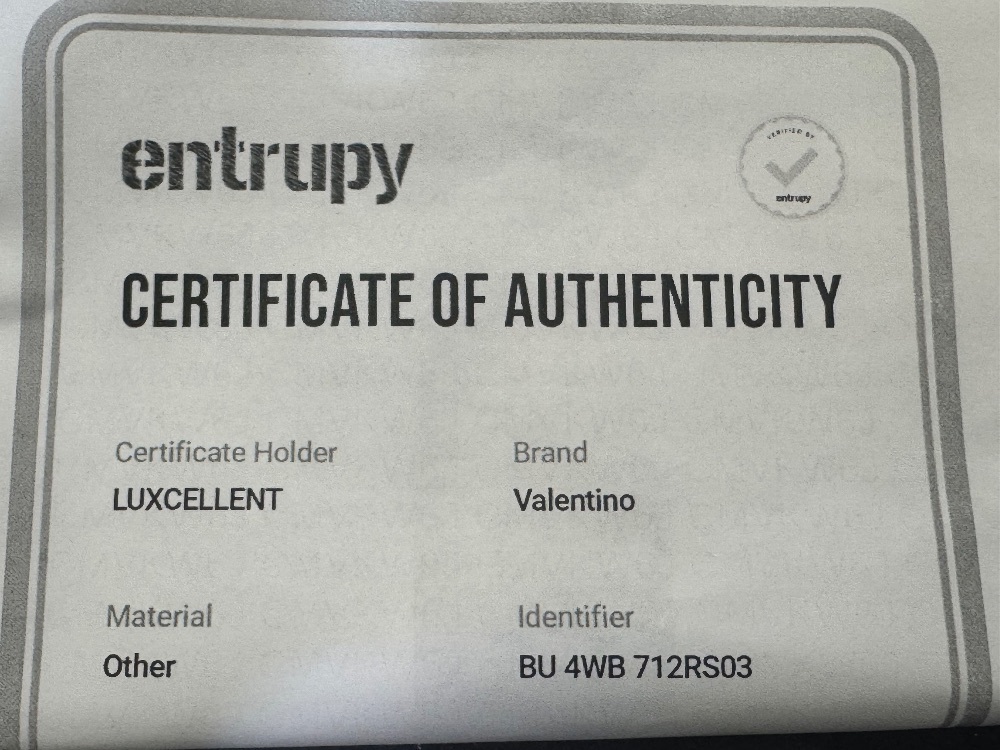 entrupy
VERIFIED BY
entrupy
CERTIFICATE OF AUTHENTICITY
Certificate Holder
Brand
LUXCELLENT
Valentino
Material
Identifier
Other
BU 4WB 712RS03